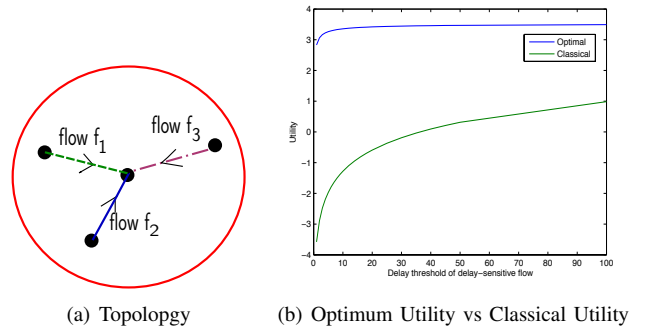 flow f1
flow f3
flow f2
(a) Topolopgy
4
3
2
1
0
−1
−2
−3
−4
Utility
Optimal
Classical
0 10 20 30 40 50 60 70 80 90 100
Delay threshold of delay−sensitive flow
(b) Optimum Utility vs Classical Utility